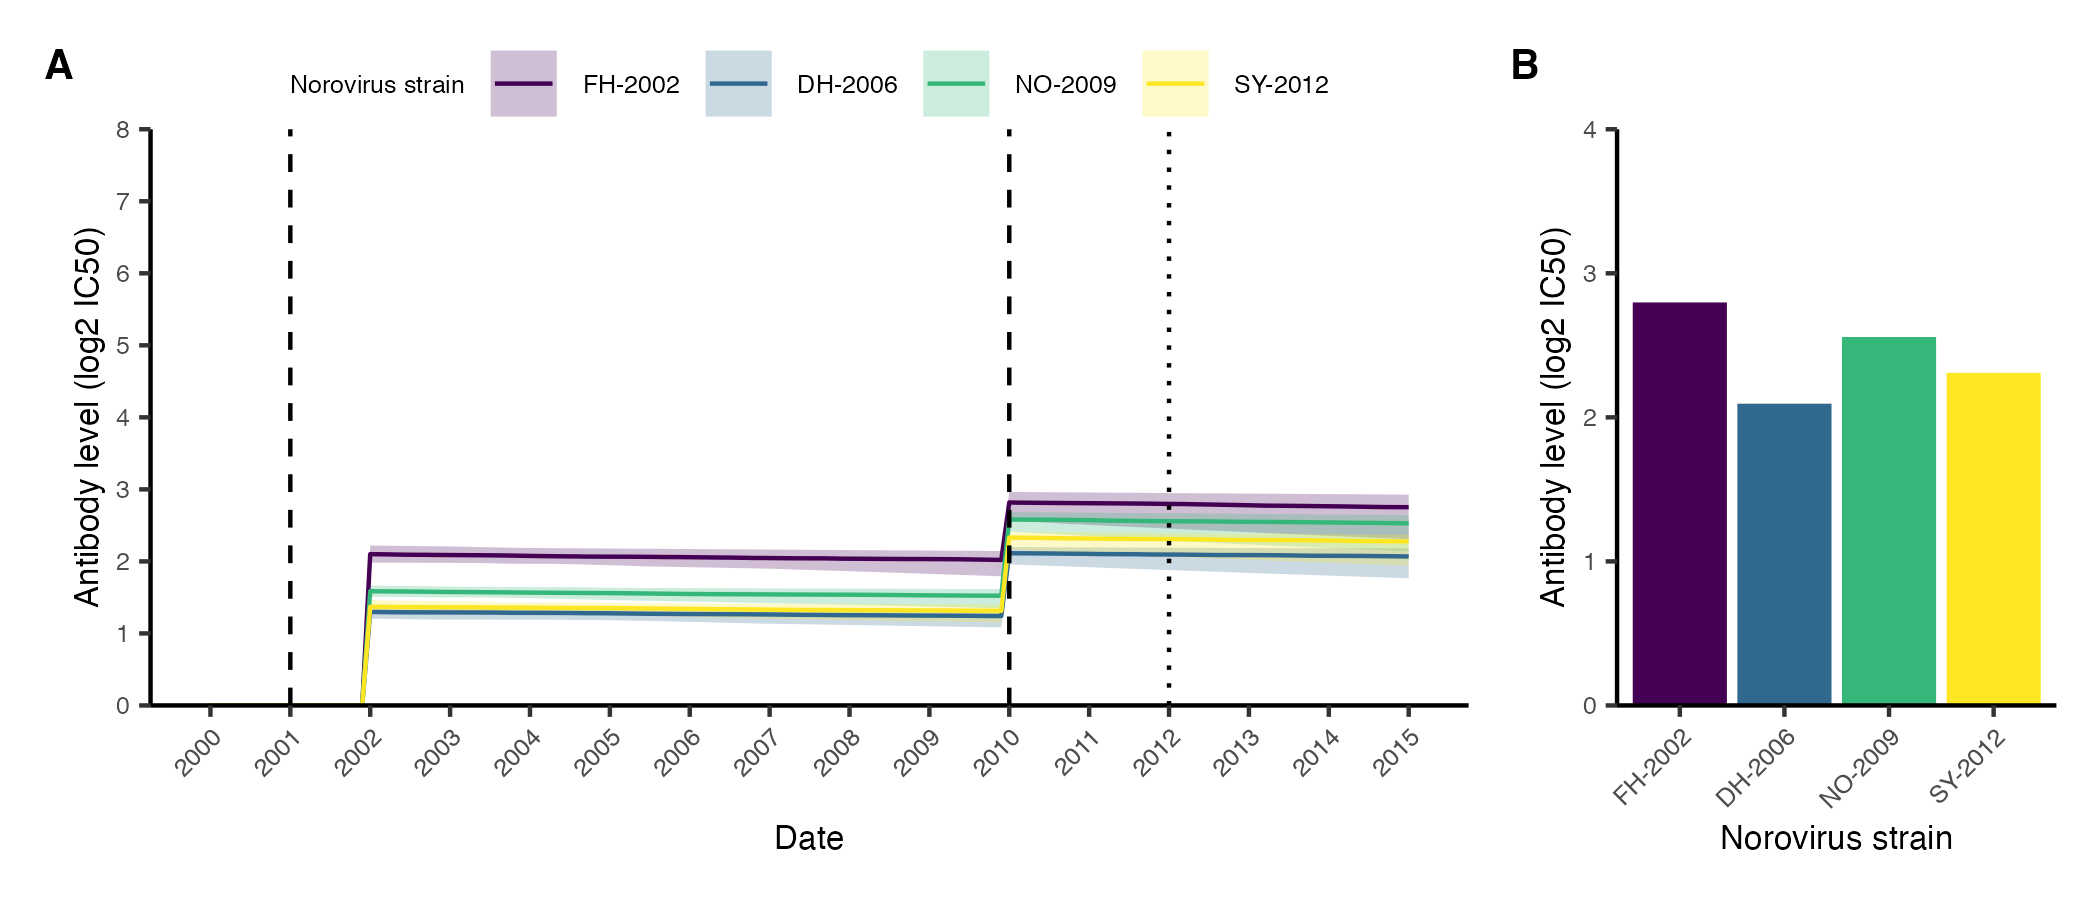 A
Norovirus strain FH-2002 DH-2006 NO-2009 SY-2012
Antibody level (log2 IC50)
8
7
6
5
4
3
2
1
0
2000 2001 2002 2003 2004 2005 2006 2007 2008 2009 2010 2011 2012 2013 2014 2015
Date
B
Antibody level (log2 IC50)
4
3
2
1
0
FH-2002 DH-2006 NO-2009 SY-2012
Norovirus strain